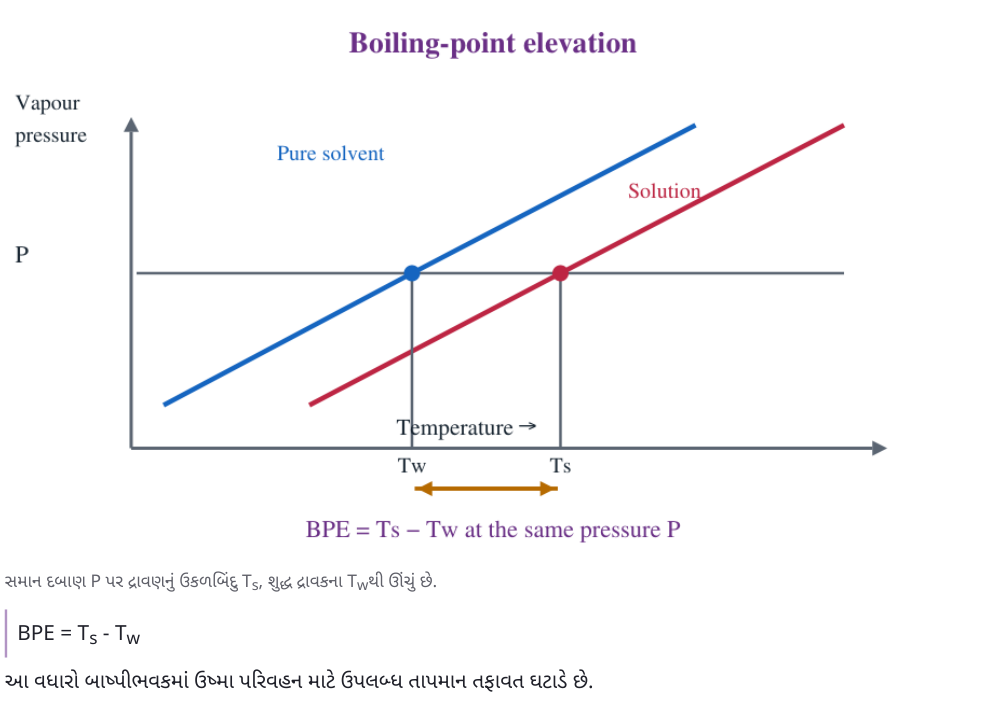 Boiling-point elevation
Vapour
pressure
Pure solvent
Solution
P
Temperature →
Tw
Ts
BPE = Ts − Tw at the same pressure P
સમાન દબાણ P પર દ્રાવણનું ઉકળબિંદુ Ts, શુદ્ધ દ્રાવકના Twથી ઊંચું છે.
BPE = Ts - Tw
આ વધારો બાષ્પીભવકમાં ઉષ્મા પરિવહન માટે ઉપલબ્ધ તાપમાન તફાવત ઘટાડે છે.